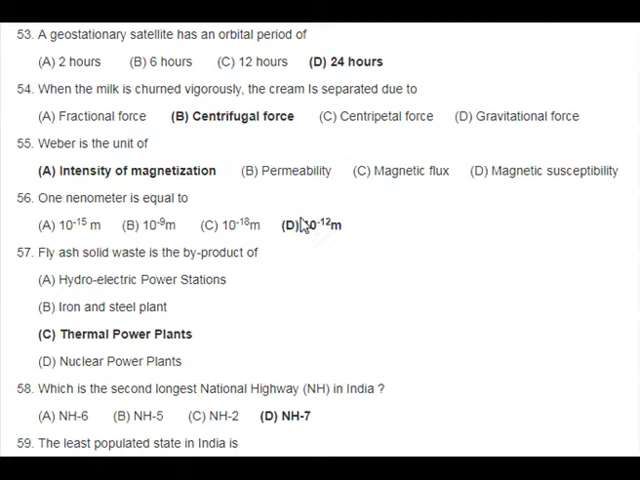 53. A geostationary satellite has an orbital period of
(A) 2 hours (B) 6 hours (C) 12 hours (D) 24 hours
54. When the milk is churned vigorously, the cream Is separated due to
(A) Fractional force (B) Centrifugal force (C) Centripetal force (D) Gravitational force
55. Weber is the unit of
(A) Intensity of magnetization (B) Permeability (C) Magnetic flux (D) Magnetic susceptibility
56. One nenometer is equal to
(A) 10⁻¹⁵ m (B) 10⁻⁹m (C) 10⁻¹⁸m (D) 10⁻¹²m
57. Fly ash solid waste is the by-product of
(A) Hydro-electric Power Stations
(B) Iron and steel plant
(C) Thermal Power Plants
(D) Nuclear Power Plants
58. Which is the second longest National Highway (NH) in India ?
(A) NH-6 (B) NH-5 (C) NH-2 (D) NH-7
59. The least populated state in India is